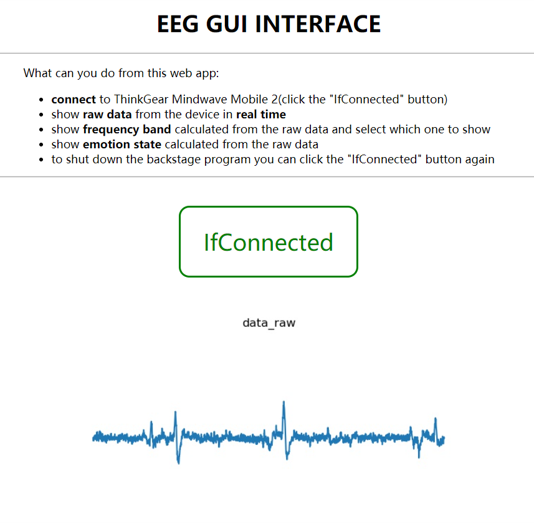 EEG GUI INTERFACE
What can you do from this web app:
• connect to ThinkGear Mindwave Mobile 2(click the "IfConnected" button)
• show raw data from the device in real time
• show frequency band calculated from the raw data and select which one to show
• show emotion state calculated from the raw data
• to shut down the backstage program you can click the "IfConnected" button again
IfConnected
data_raw